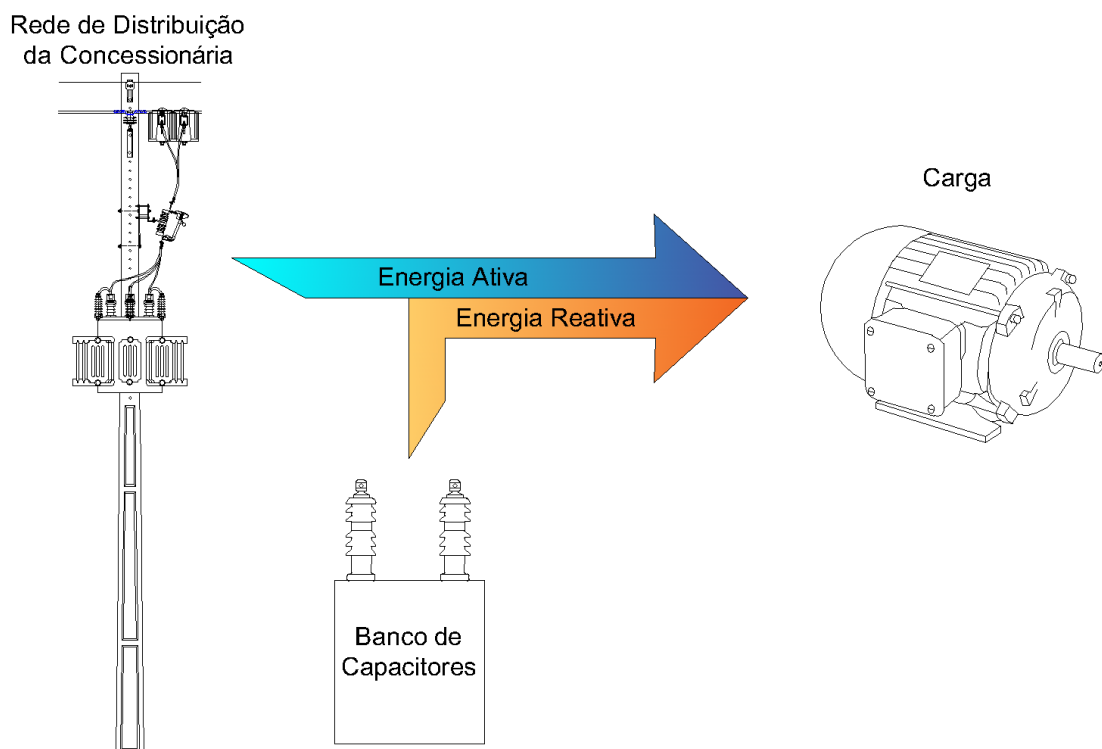 Rede de Distribuição
da Concessionária
Carga
Energia Ativa
Energia Reativa
Banco de
Capacitores